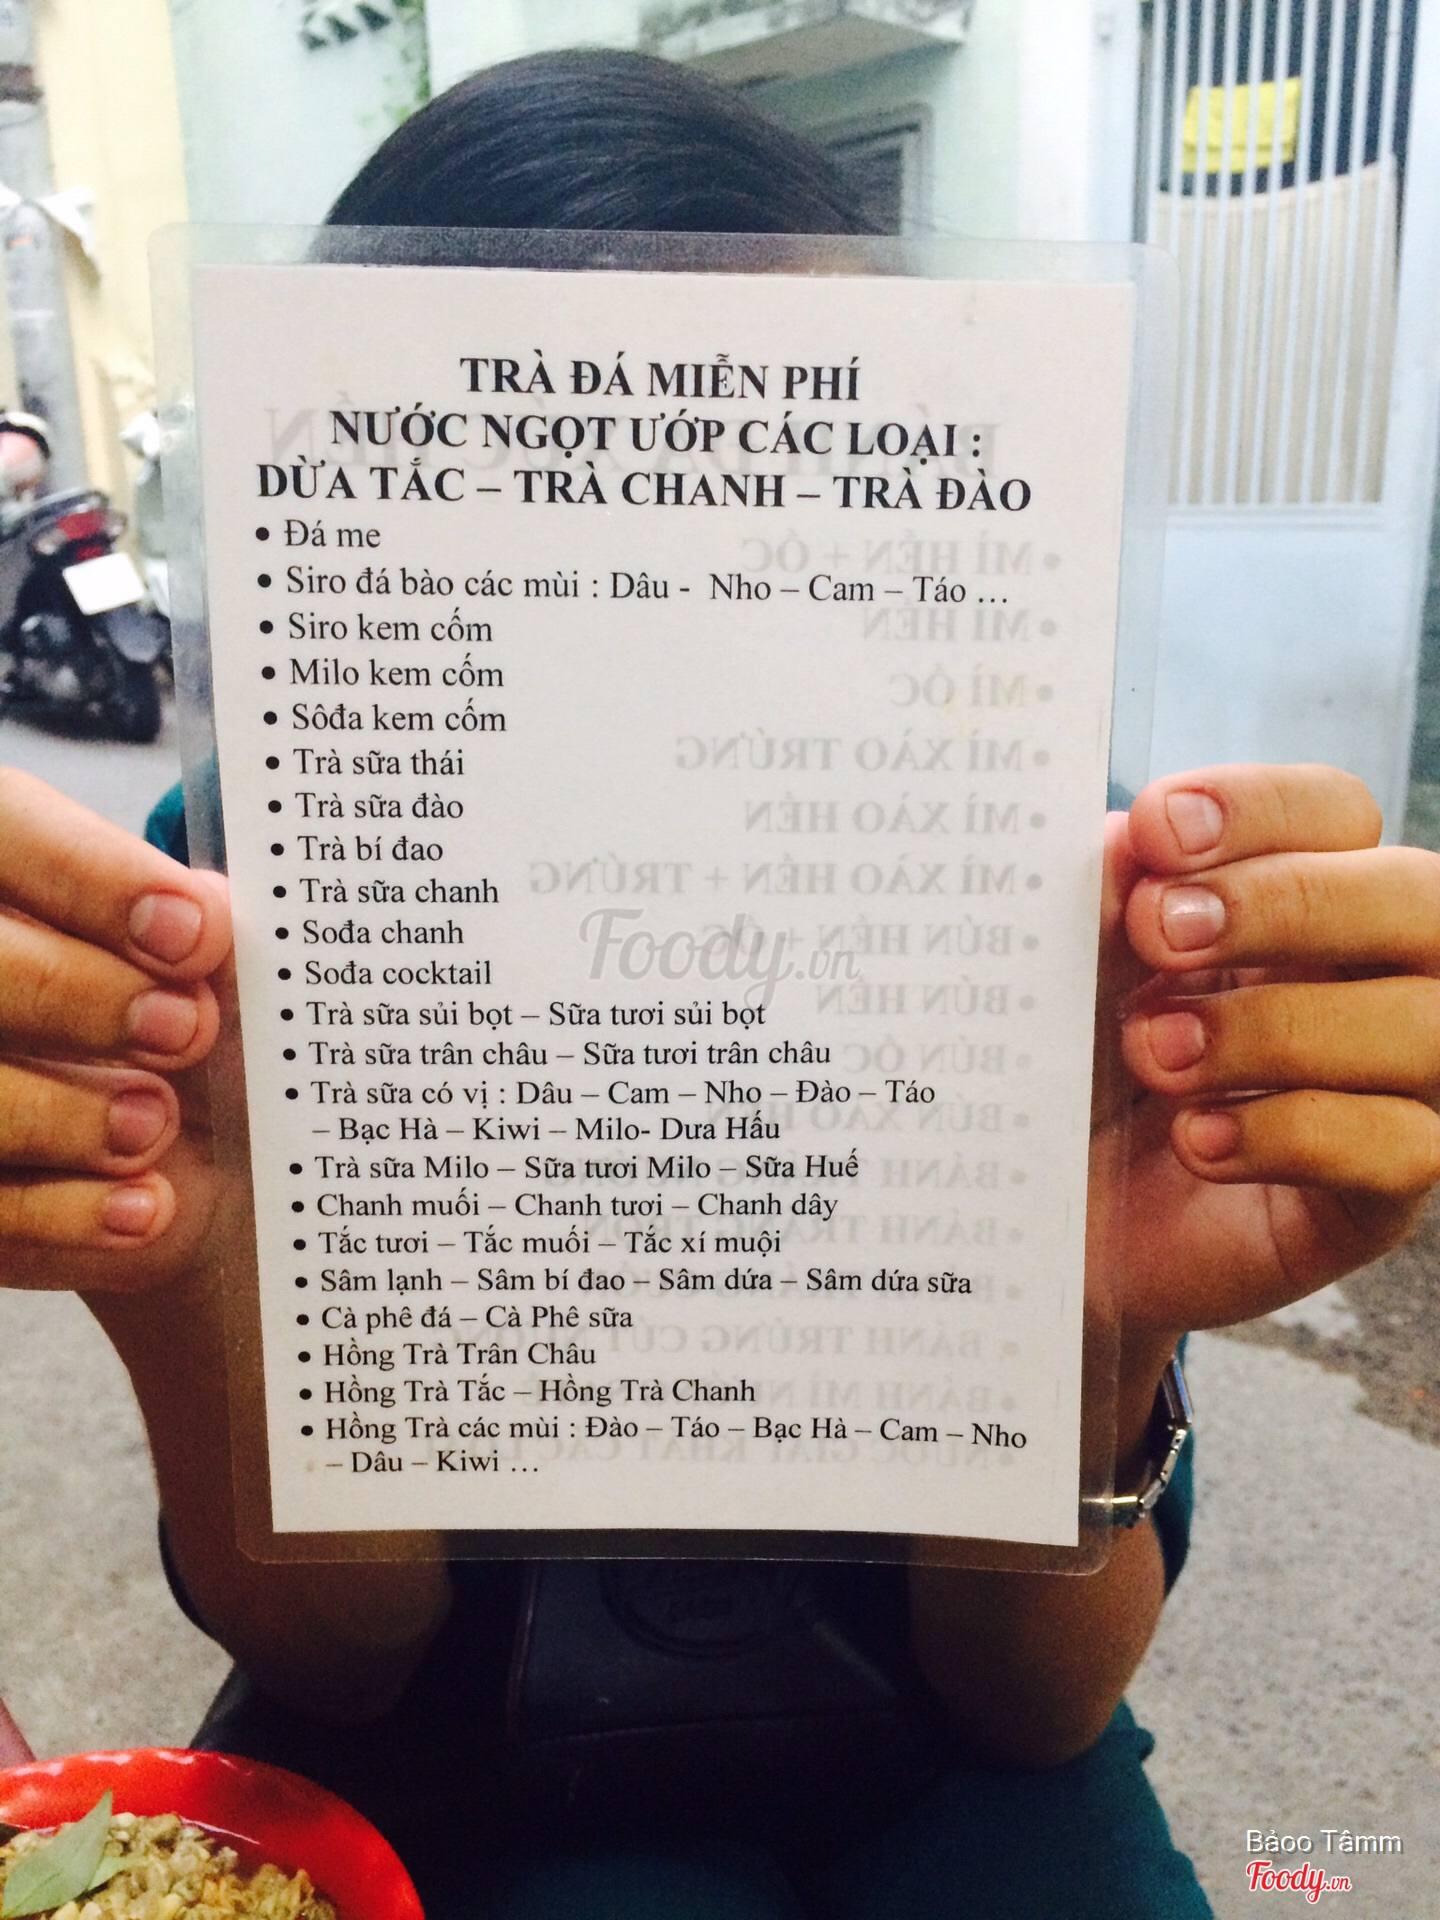 TRÀ ĐÁ MIỄN PHÍ
NƯỚC NGỌT ƯỚP CÁC LOẠI :
DỪA TẮC – TRÀ CHANH – TRÀ ĐÀO
• Đá me
• Siro đá bào các mùi : Dâu - Nho – Cam – Táo ...
• Siro kem cốm
• Milo kem cốm
• Sôđa kem cốm
• Trà sữa thái
• Trà sữa đào
• Trà bí đao
• Trà sữa chanh
• Sođa chanh
• Sođa cocktail
• Trà sữa sủi bọt – Sữa tươi sủi bọt
• Trà sữa trân châu – Sữa tươi trân châu
• Trà sữa có vị : Dâu – Cam – Nho – Đào – Táo
– Bạc Hà – Kiwi – Milo- Dưa Hấu
• Trà sữa Milo – Sữa tươi Milo – Sữa Huế
• Chanh muối – Chanh tươi – Chanh dây
• Tắc tươi – Tắc muối – Tắc xí muội
• Sâm lạnh – Sâm bí đao – Sâm dứa – Sâm dứa sữa
• Cà phê đá – Cà Phê sữa
• Hồng Trà Trân Châu
• Hồng Trà Tắc – Hồng Trà Chanh
• Hồng Trà các mùi : Đào – Táo – Bạc Hà – Cam – Nho
– Dâu – Kiwi ...
Foody.vn
Bảoo Tâmm
Foody.vn